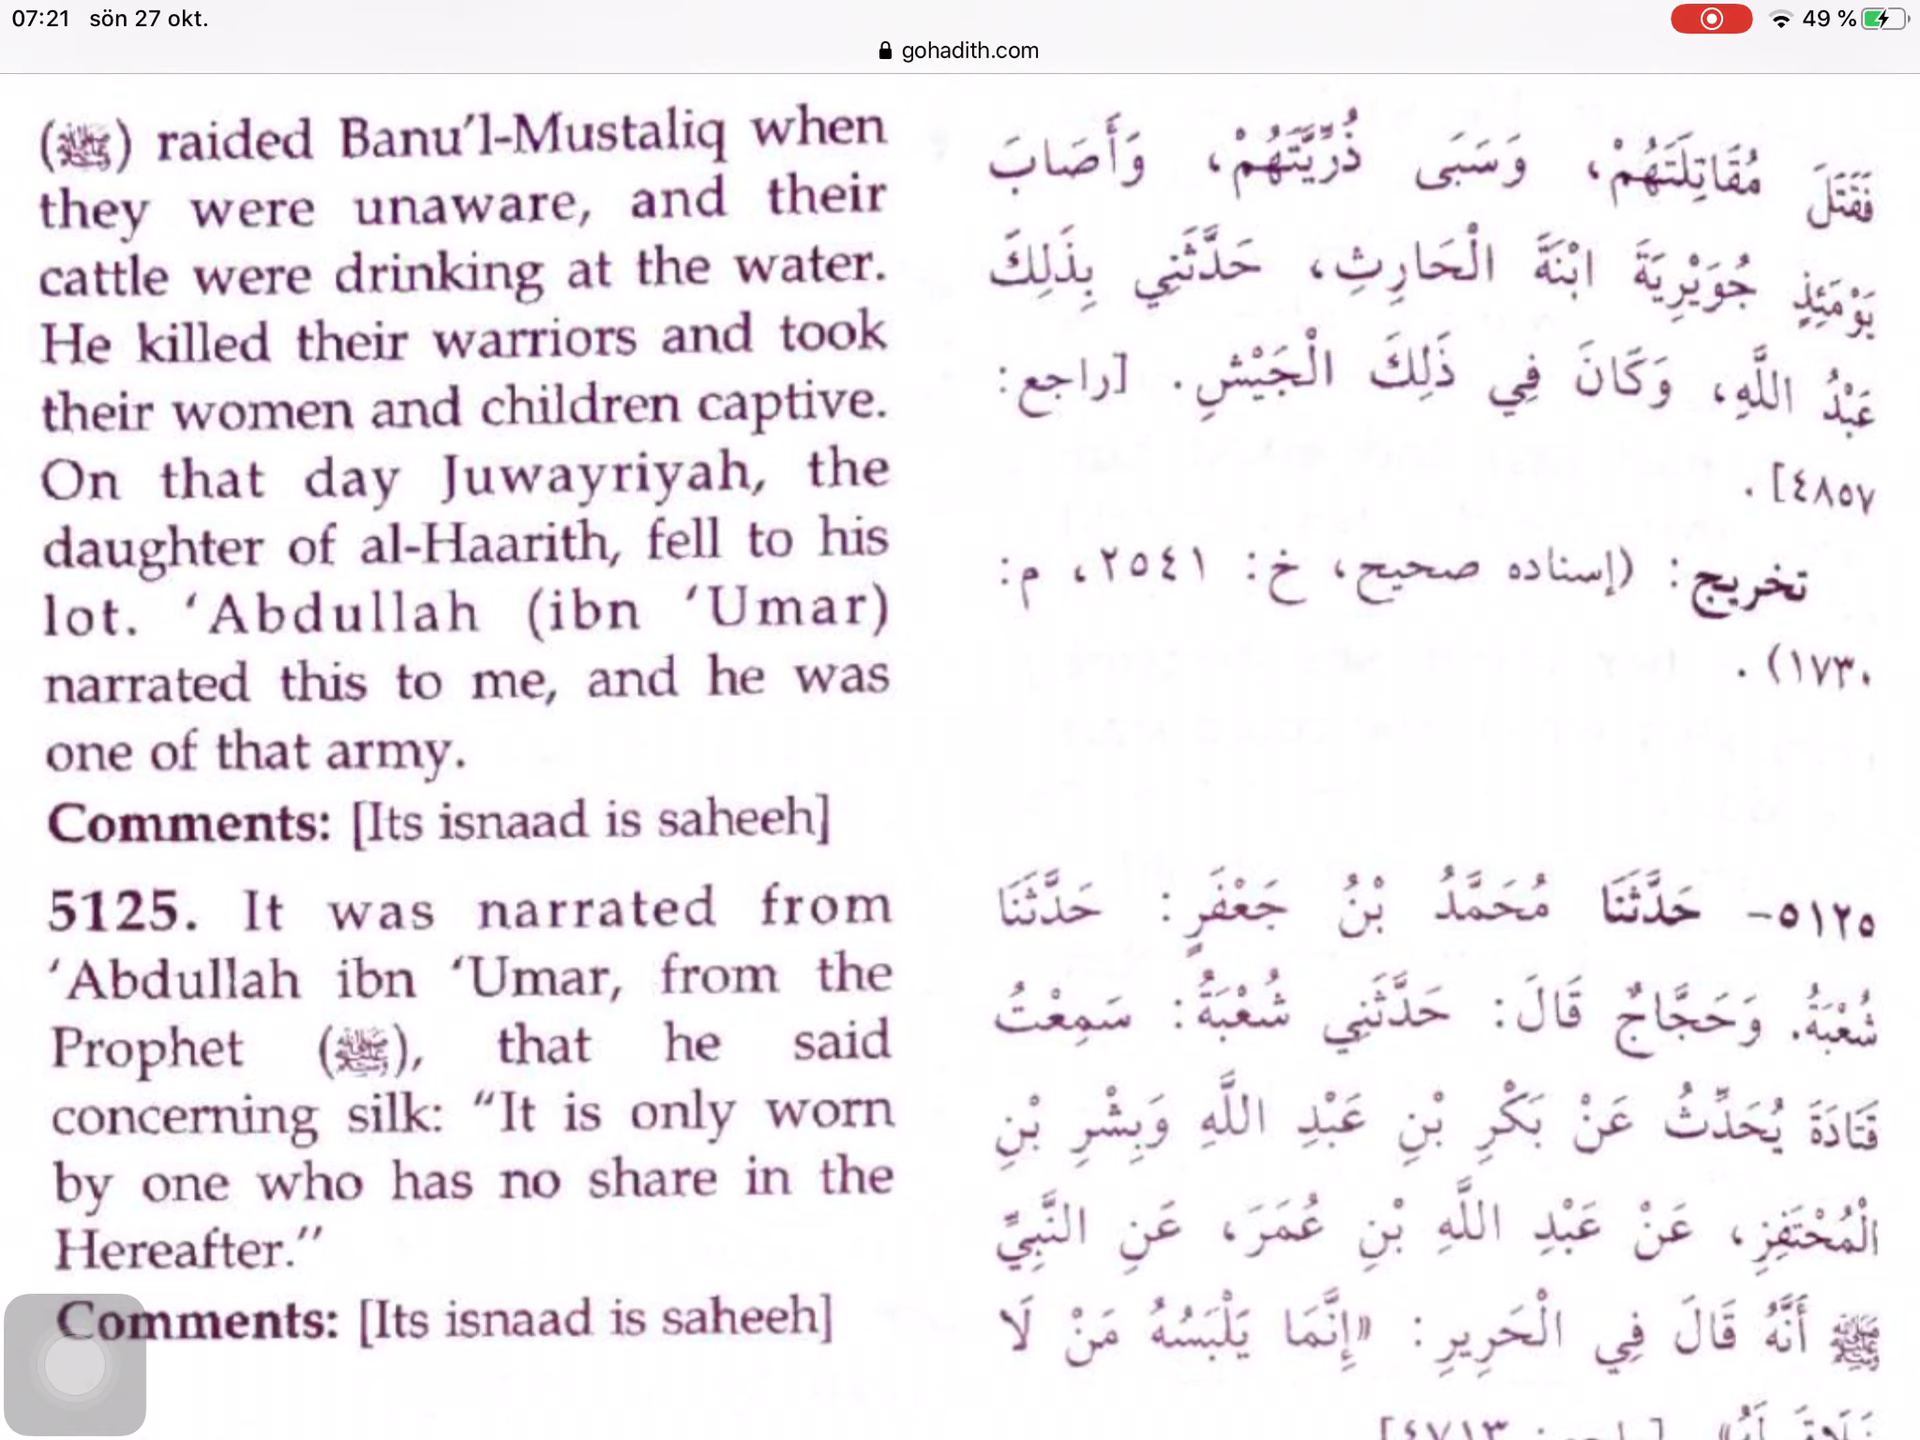 07:21 sön 27 okt.
49 %
gohadith.com
(ﷺ) raided Banu’l-Mustaliq when
they were unaware, and their
cattle were drinking at the water.
He killed their warriors and took
their women and children captive.
On that day Juwayriyah, the
daughter of al-Haarith, fell to his
lot. ‘Abdullah (ibn ‘Umar)
narrated this to me, and he was
one of that army.
Comments: [Its isnaad is saheeh]
5125. It was narrated from
‘Abdullah ibn ‘Umar, from the
Prophet (ﷺ), that he said
concerning silk: “It is only worn
by one who has no share in the
Hereafter.”
Comments: [Its isnaad is saheeh]
فَقَتَلَ مُقَاتِلَتَهُمْ، وَسَبَى ذُرِّيَّتَهُمْ، وَأَصَابَ
يَوْمَئِذٍ جُوَيْرِيَةَ ابْنَةَ الْحَارِثِ، حَدَّثَنِي بِذَلِكَ
عَبْدُ اللَّهِ، وَكَانَ فِي ذَلِكَ الْجَيْشِ. [راجع:
٤٨٥٧].
تخريج: (إسناده صحيح، خ: ٢٥٤١، م:
١٧٣٠).
٥١٢٥- حَدَّثَنَا مُحَمَّدُ بْنُ جَعْفَرٍ: حَدَّثَنَا
شُعْبَةُ. وَحَجَّاجٌ قَالَ: حَدَّثَنِي شُعْبَةُ: سَمِعْتُ
قَتَادَةَ يُحَدِّثُ عَنْ بَكْرِ بْنِ عَبْدِ اللَّهِ وَبِشْرِ بْنِ
الْمُحْتَفِزِ، عَنْ عَبْدِ اللَّهِ بْنِ عُمَرَ، عَنِ النَّبِيِّ
ﷺ أَنَّهُ قَالَ فِي الْحَرِيرِ: «إِنَّمَا يَلْبَسُهُ مَنْ لَا